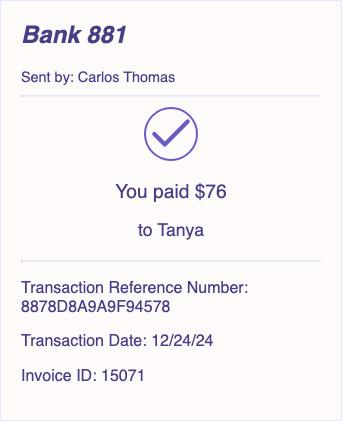 Bank 881
Sent by: Carlos Thomas
You paid $76
to Tanya
Transaction Reference Number:
8878D8A9A9F94578
Transaction Date: 12/24/24
Invoice ID: 15071